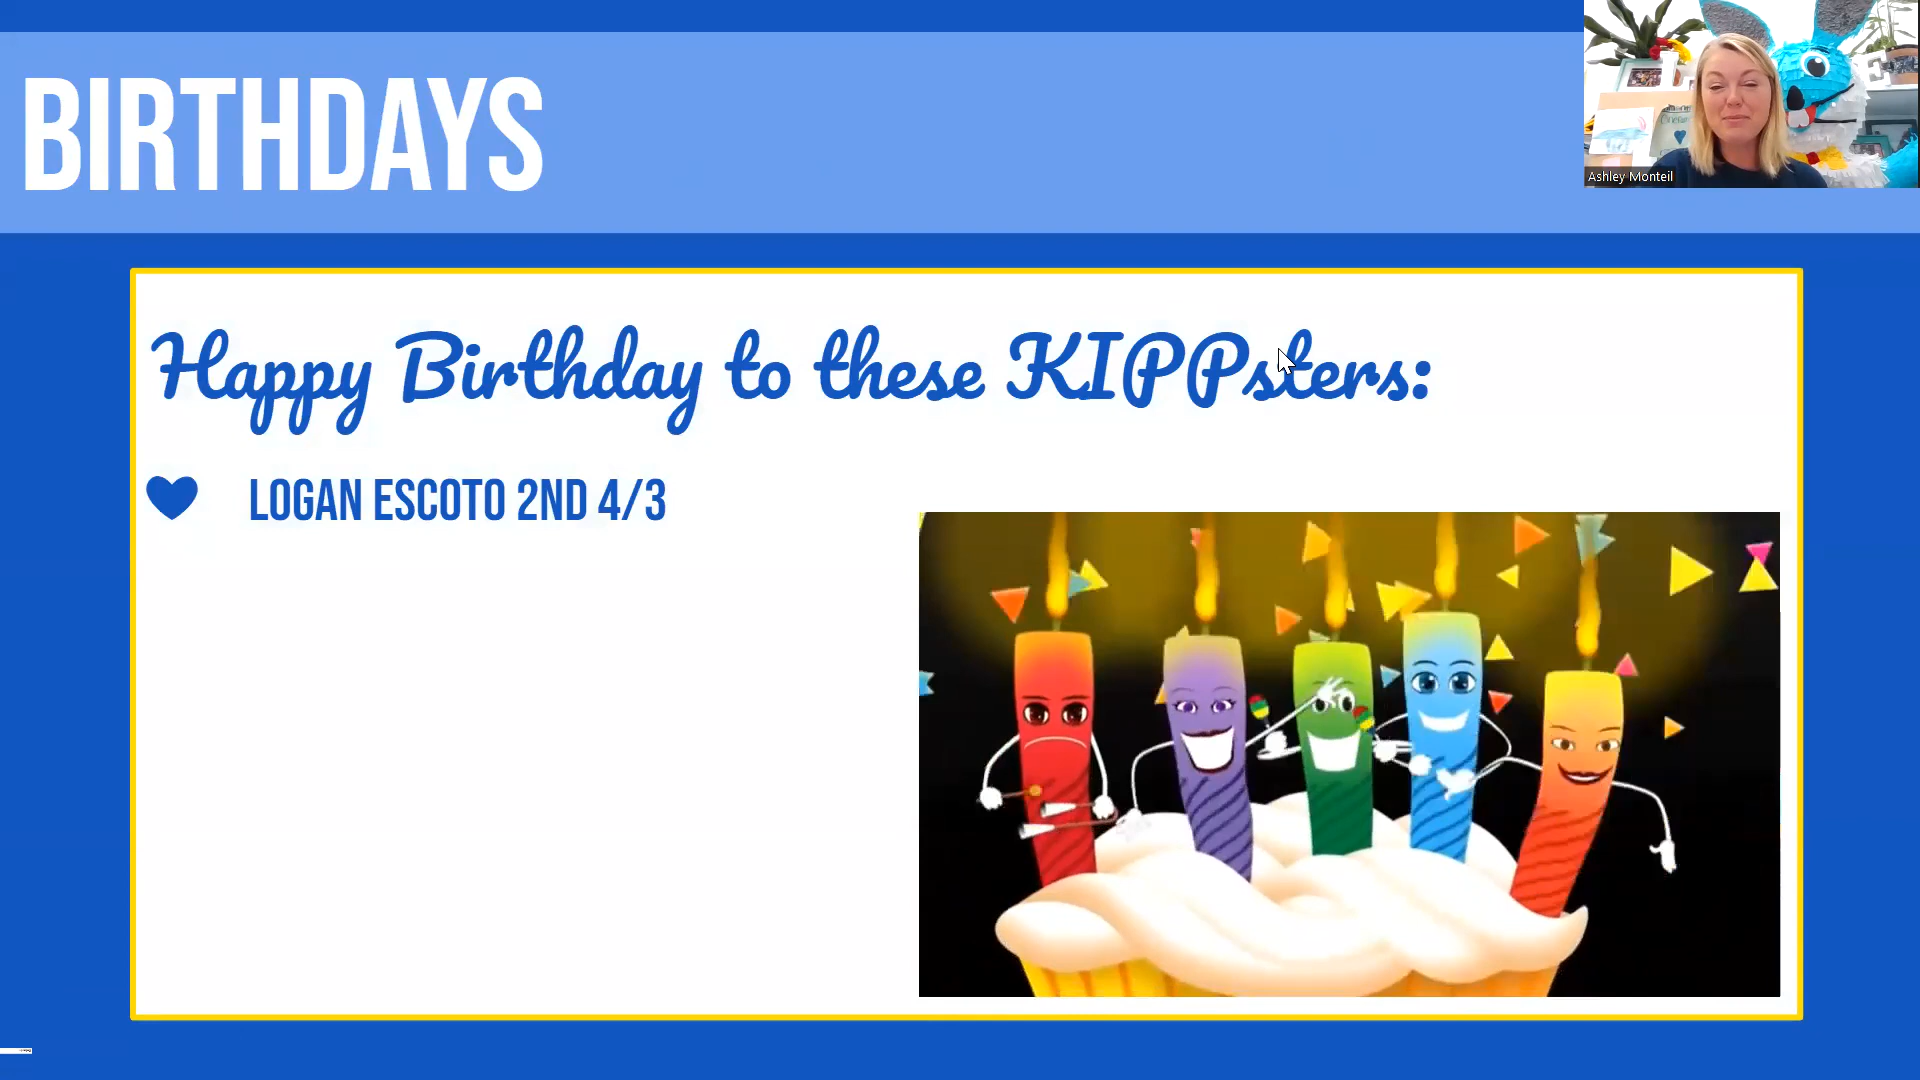 BIRTHDAYS
Ashley Monteil
Happy Birthday to these KIPPsters:
LOGAN ESCOTO 2ND 4/3